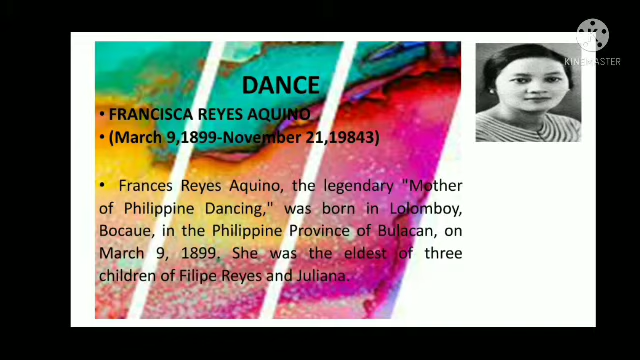 KINEMASTER
DANCE
• FRANCISCA REYES AQUINO
• (March 9,1899-November 21,19843)
• Frances Reyes Aquino, the legendary "Mother
of Philippine Dancing," was born in Lolomboy,
Bocaue, in the Philippine Province of Bulacan, on
March 9, 1899. She was the eldest of three
children of Filipe Reyes and Juliana.